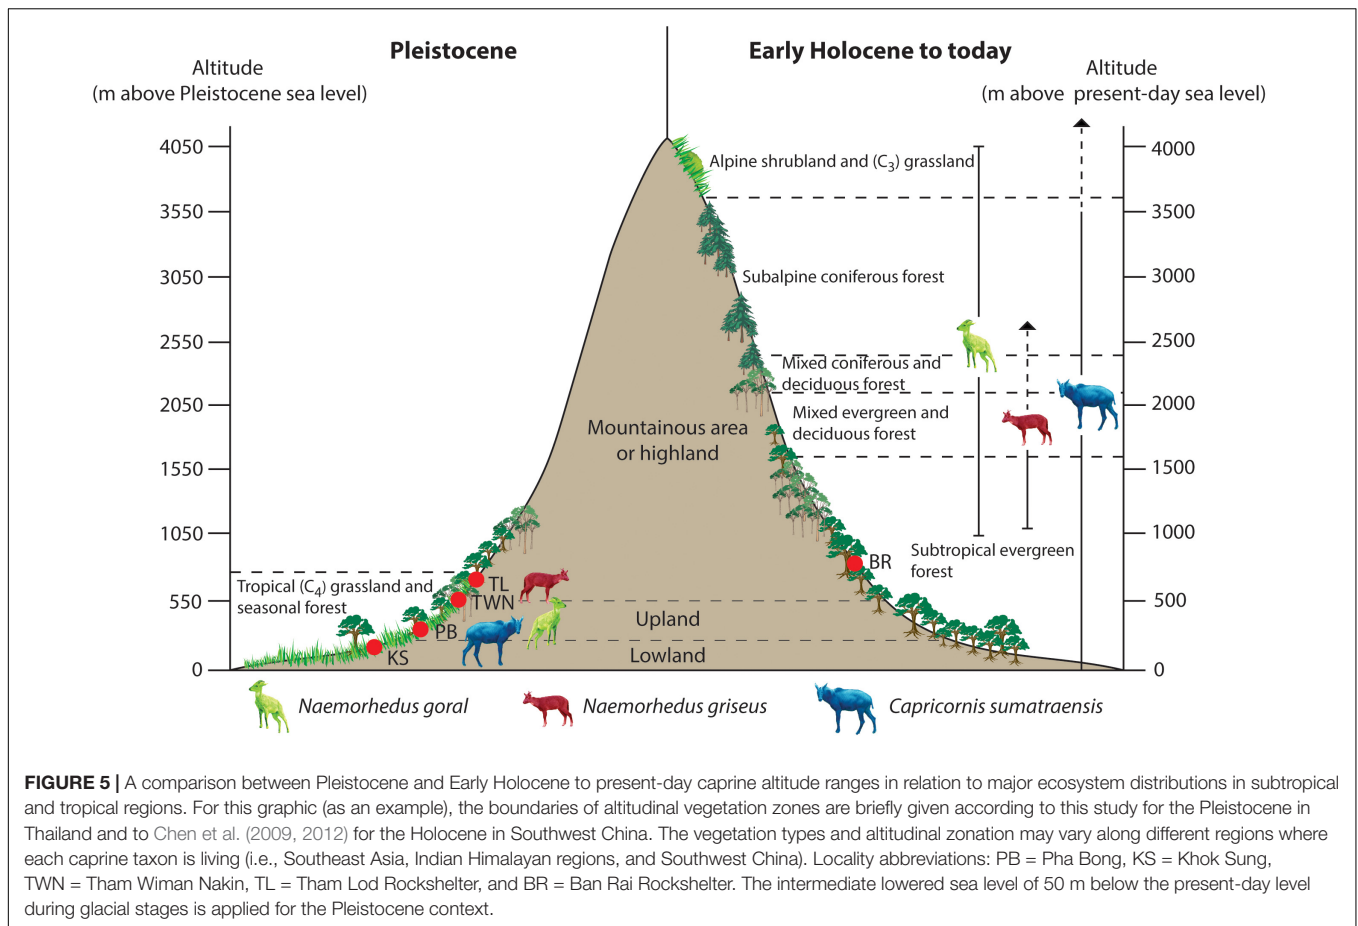 Pleistocene
Early Holocene to today
Altitude
(m above Pleistocene sea level)
Altitude
(m above present-day sea level)
4050
3550
3050
2550
2050
1550
1050
550
0
4000
3500
3000
2500
2000
1500
1000
500
0
Alpine shrubland and (C3) grassland
Subalpine coniferous forest
Mixed coniferous and
deciduous forest
Mixed evergreen and
deciduous forest
Mountainous area
or highland
Subtropical evergreen
forest
BR
Tropical (C4) grassland and
seasonal forest
TL
TWN
PB
KS
Upland
Lowland
Naemorhedus goral
Naemorhedus griseus
Capricornis sumatraensis
FIGURE 5 | A comparison between Pleistocene and Early Holocene to present-day caprine altitude ranges in relation to major ecosystem distributions in subtropical
and tropical regions. For this graphic (as an example), the boundaries of altitudinal vegetation zones are briefly given according to this study for the Pleistocene in
Thailand and to Chen et al. (2009, 2012) for the Holocene in Southwest China. The vegetation types and altitudinal zonation may vary along different regions where
each caprine taxon is living (i.e., Southeast Asia, Indian Himalayan regions, and Southwest China). Locality abbreviations: PB = Pha Bong, KS = Khok Sung,
TWN = Tham Wiman Nakin, TL = Tham Lod Rockshelter, and BR = Ban Rai Rockshelter. The intermediate lowered sea level of 50 m below the present-day level
during glacial stages is applied for the Pleistocene context.